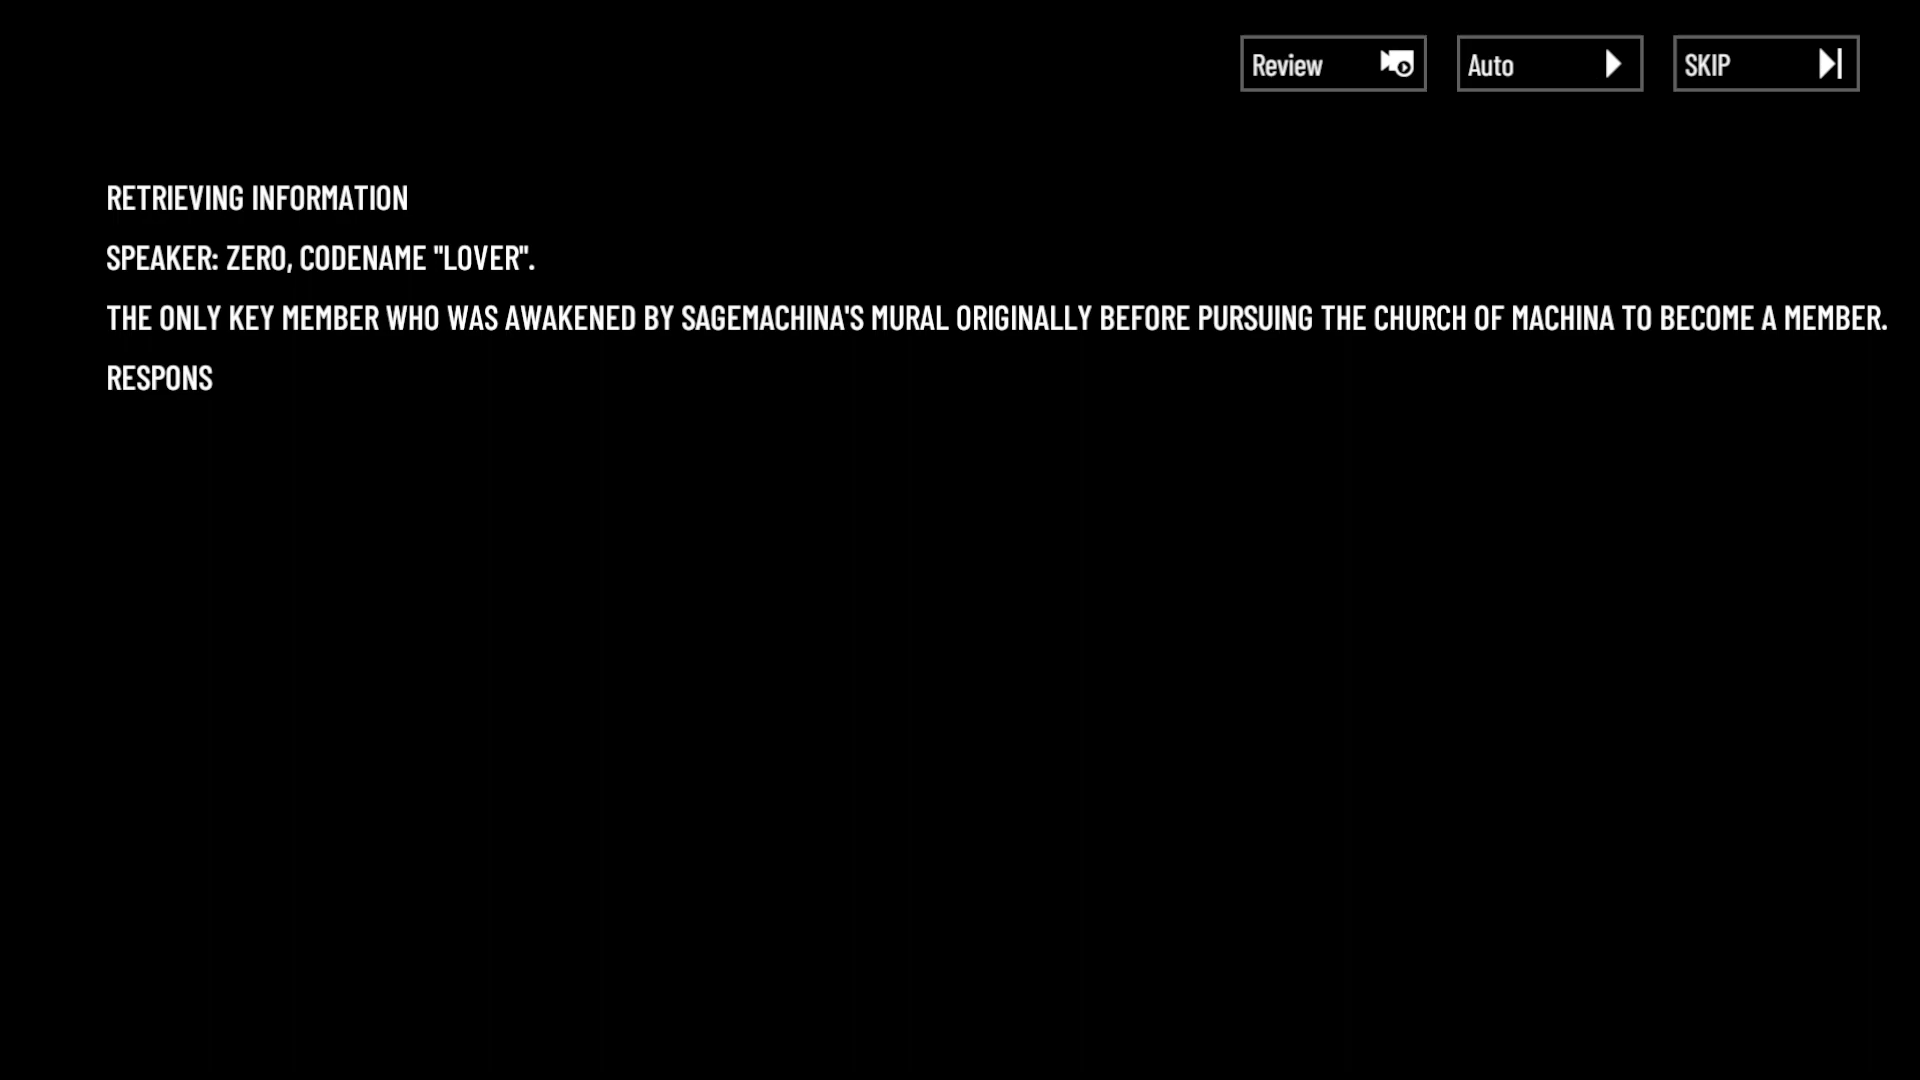 Review
Auto
SKIP
RETRIEVING INFORMATION
SPEAKER: ZERO, CODENAME "LOVER".
THE ONLY KEY MEMBER WHO WAS AWAKENED BY SAGEMACHINA'S MURAL ORIGINALLY BEFORE PURSUING THE CHURCH OF MACHINA TO BECOME A MEMBER.
RESPONS